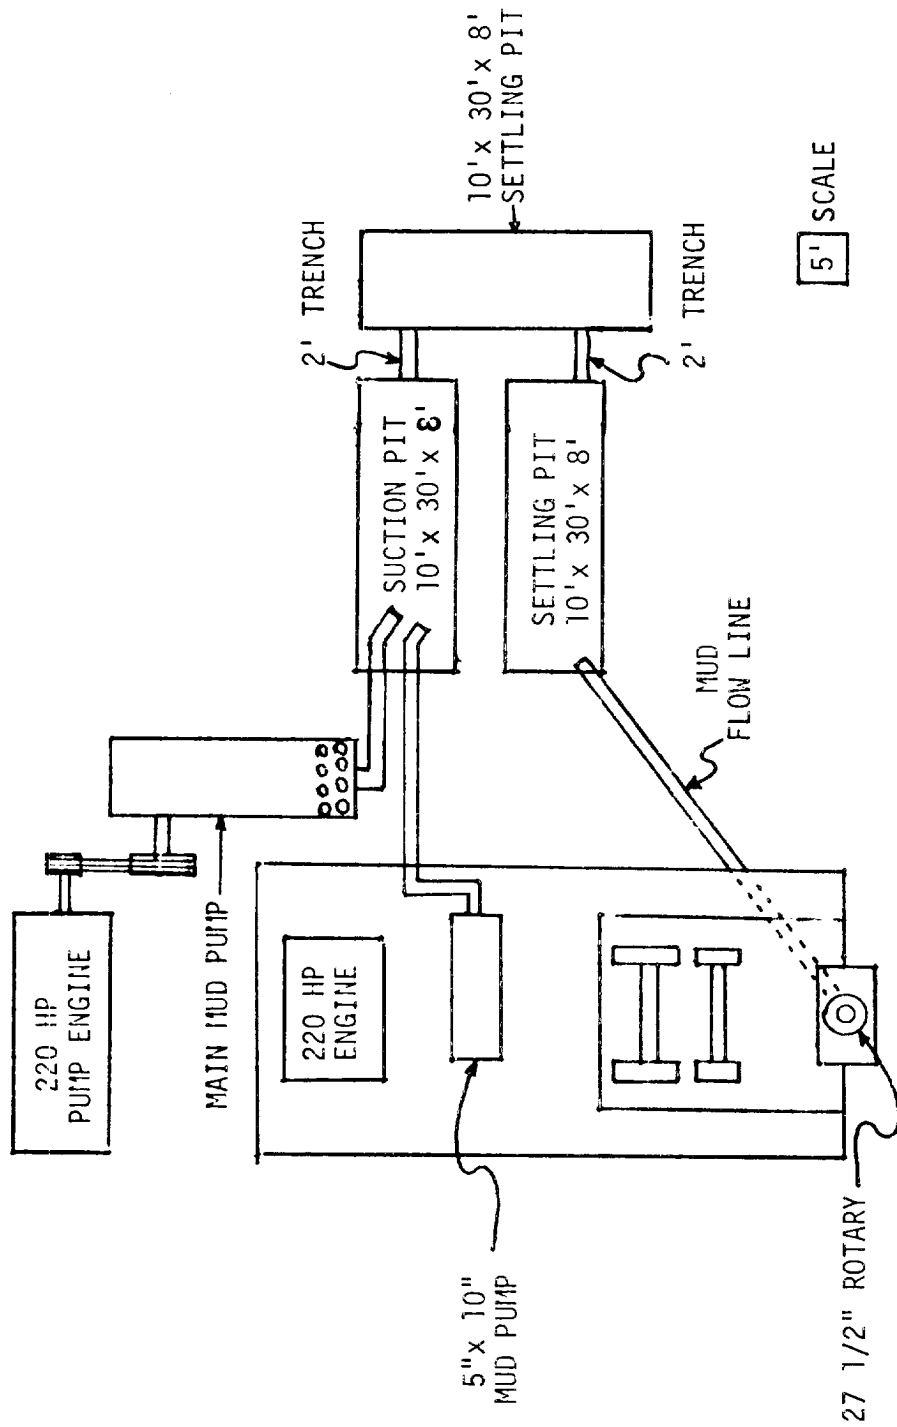 220 HP
PUMP ENGINE
MAIN MUD PUMP
220 HP
ENGINE
5"x 10"
MUD PUMP
27 1/2" ROTARY
2' TRENCH
SUCTION PIT
10'x 30'x 8'
10'x 30'x 8'
SETTLING PIT
SETTLING PIT
10'x 30'x 8'
2' TRENCH
MUD
FLOW LINE
5' SCALE